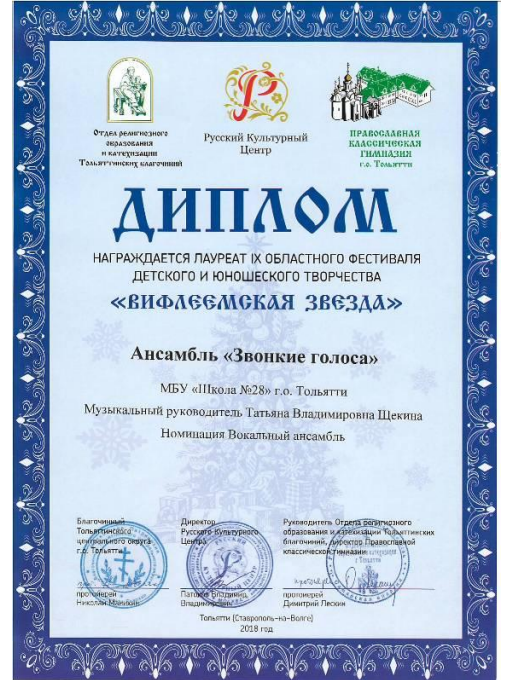 Отдел религиозного
образования
и катехизации
Тольяттинских благочиний
Русский Культурный
Центр
ПРАВОСЛАВНАЯ
КЛАССИЧЕСКАЯ
ГИМНАЗИЯ
г.о. Тольятти
ДИПЛОМ
НАГРАЖДАЕТСЯ ЛАУРЕАТ IX ОБЛАСТНОГО ФЕСТИВАЛЯ
ДЕТСКОГО И ЮНОШЕСКОГО ТВОРЧЕСТВА
«ВИФЛЕЕМСКАЯ ЗВЕЗДА»
Ансамбль «Звонкие голоса»
МБУ «Школа №28» г.о. Тольятти
Музыкальный руководитель Татьяна Владимировна Щекина
Номинация Вокальный ансамбль
Благочинный
Тольяттинского
центрального округа
г.о. Тольятти
протоиерей
Николай
Директор
Русского Культурного
Центра
Владимирович
Руководитель Отдела религиозного
образования и катехизации Тольяттинских
благочиний, директор Православной
классической гимназии
протоиерей
Димитрий Лескин
Тольятти (Ставрополь-на-Волге)
2018 год